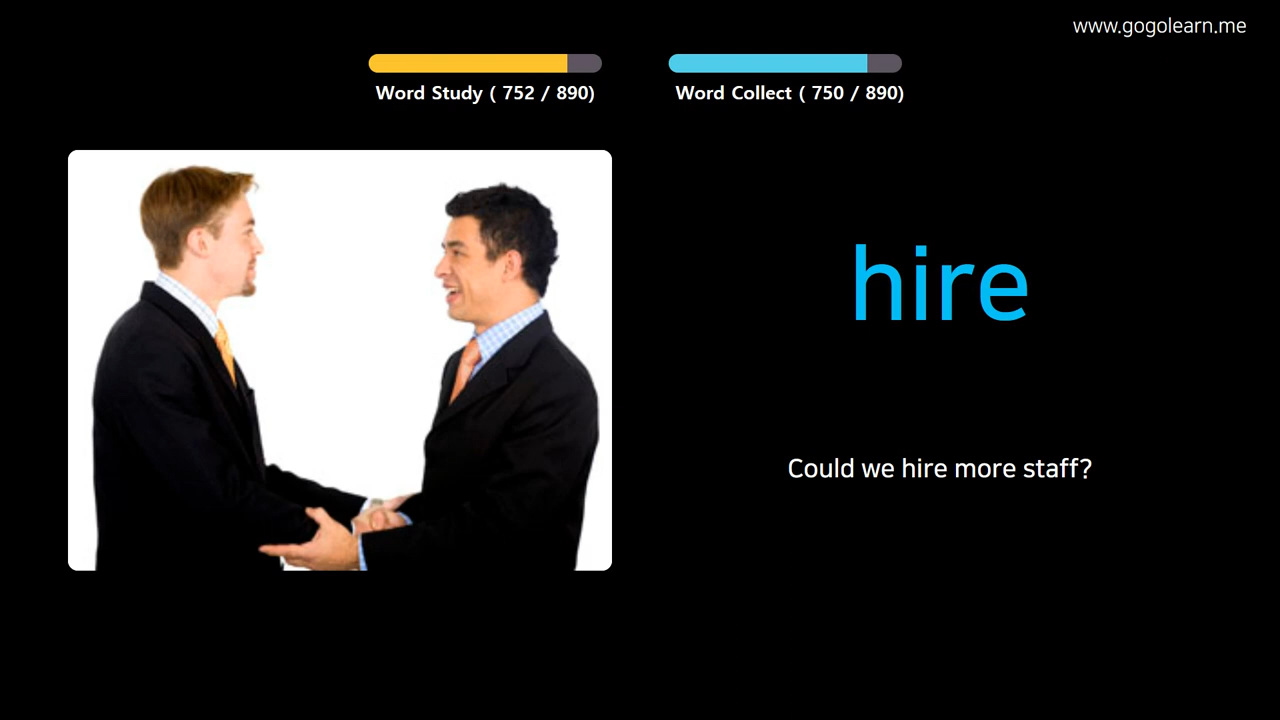 www.gogolearn.me
Word Study ( 752 / 890)
Word Collect ( 750 / 890)
hire
Could we hire more staff?